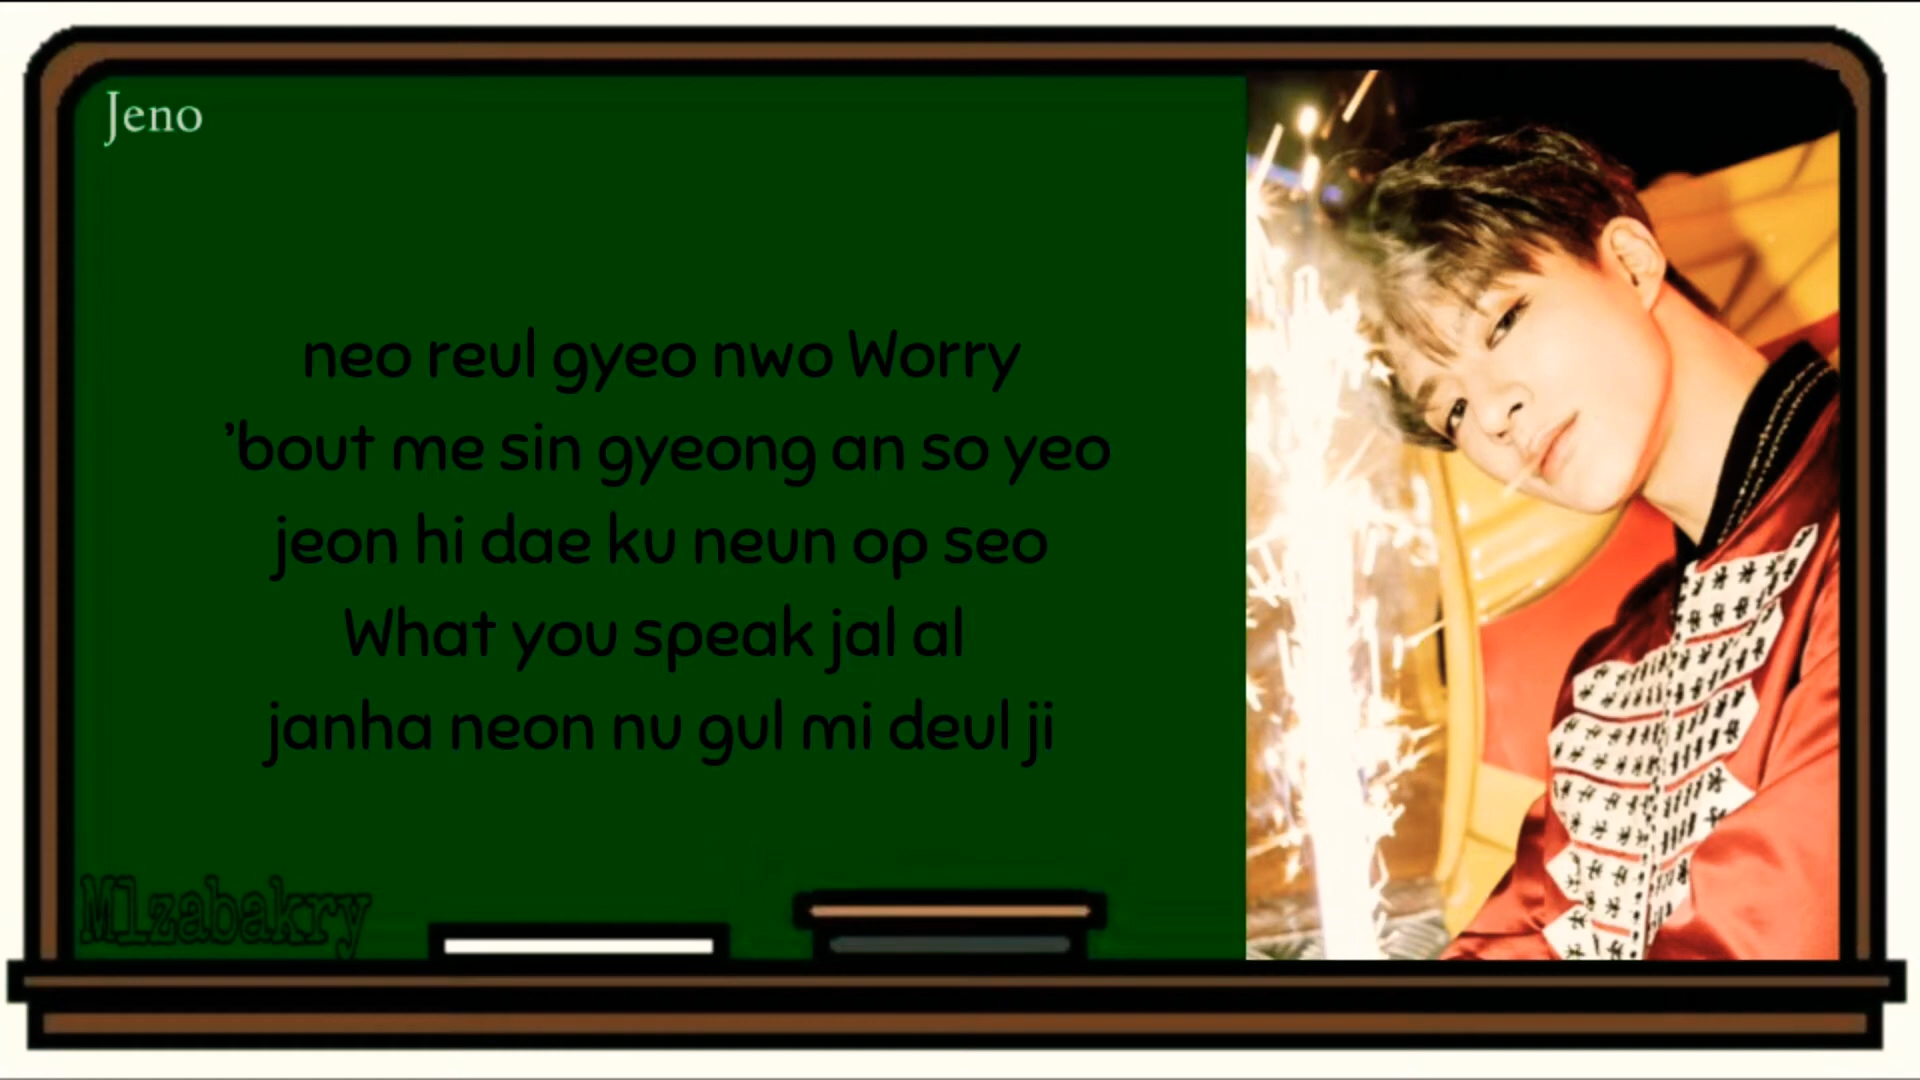 Jeno
neo reul gyeo nwo Worry
'bout me sin gyeong an so yeo
jeon hi dae ku neun op seo
What you speak jal al
janha neon nu gul mi deul ji
M1zabakry